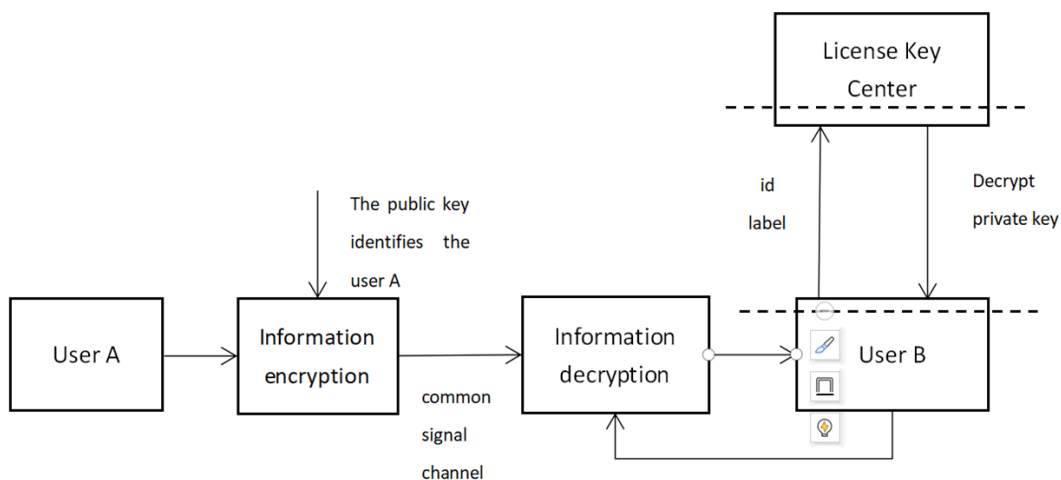 License Key
Center
id
label
Decrypt
private key
The public key
identifies the
user A
User A
Information
encryption
Information
decryption
User B
common
signal
channel